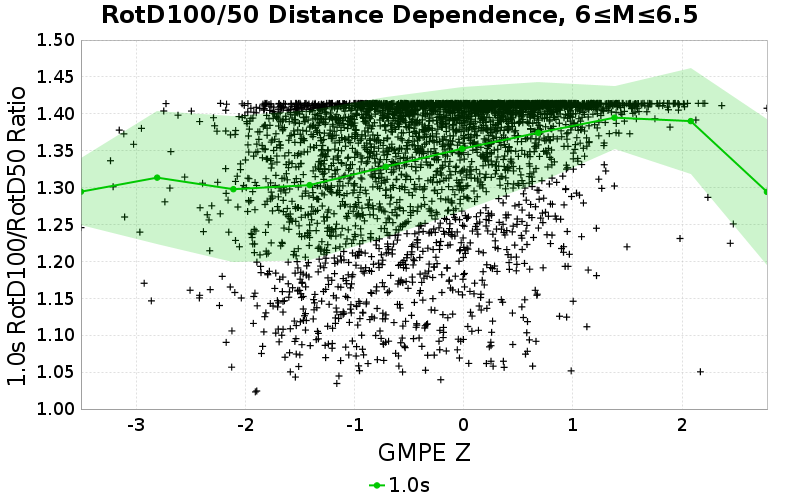 RotD100/50 Distance Dependence, 6≤M≤6.5
1.0s RotD100/RotD50 Ratio
1.50
1.45
1.40
1.35
1.30
1.25
1.20
1.15
1.10
1.05
1.00
-3 -2 -1 0 1 2
GMPE Z
1.0s